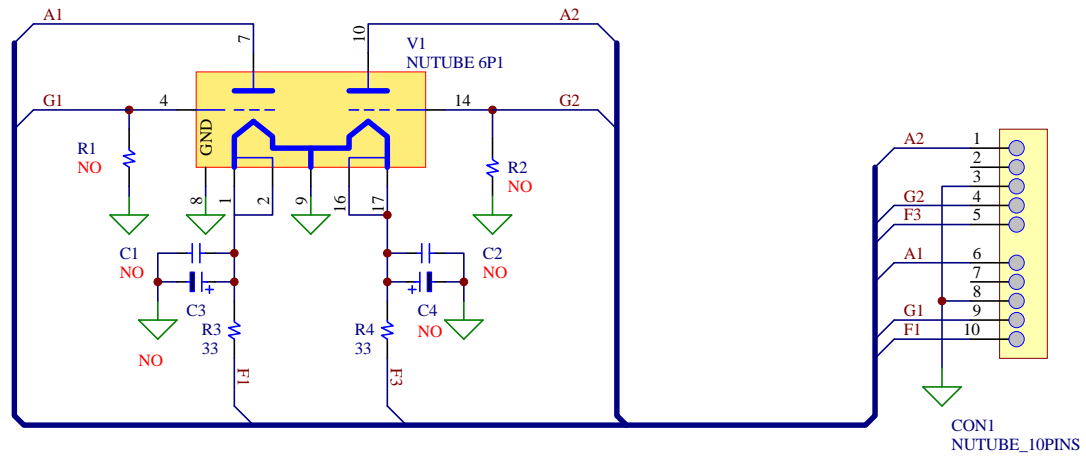 A1
A2
7
10
V1
NUTUBE 6P1
G1
4
14
G2
GND
R1
NO
R2
NO
8
1
2
9
16
17
C1
NO
C2
NO
C3
C4
NO
R3
33
R4
33
NO
F1
F3
A2
1
2
3
G2
4
F3
5
A1
6
7
8
G1
9
F1
10
CON1
NUTUBE_10PINS